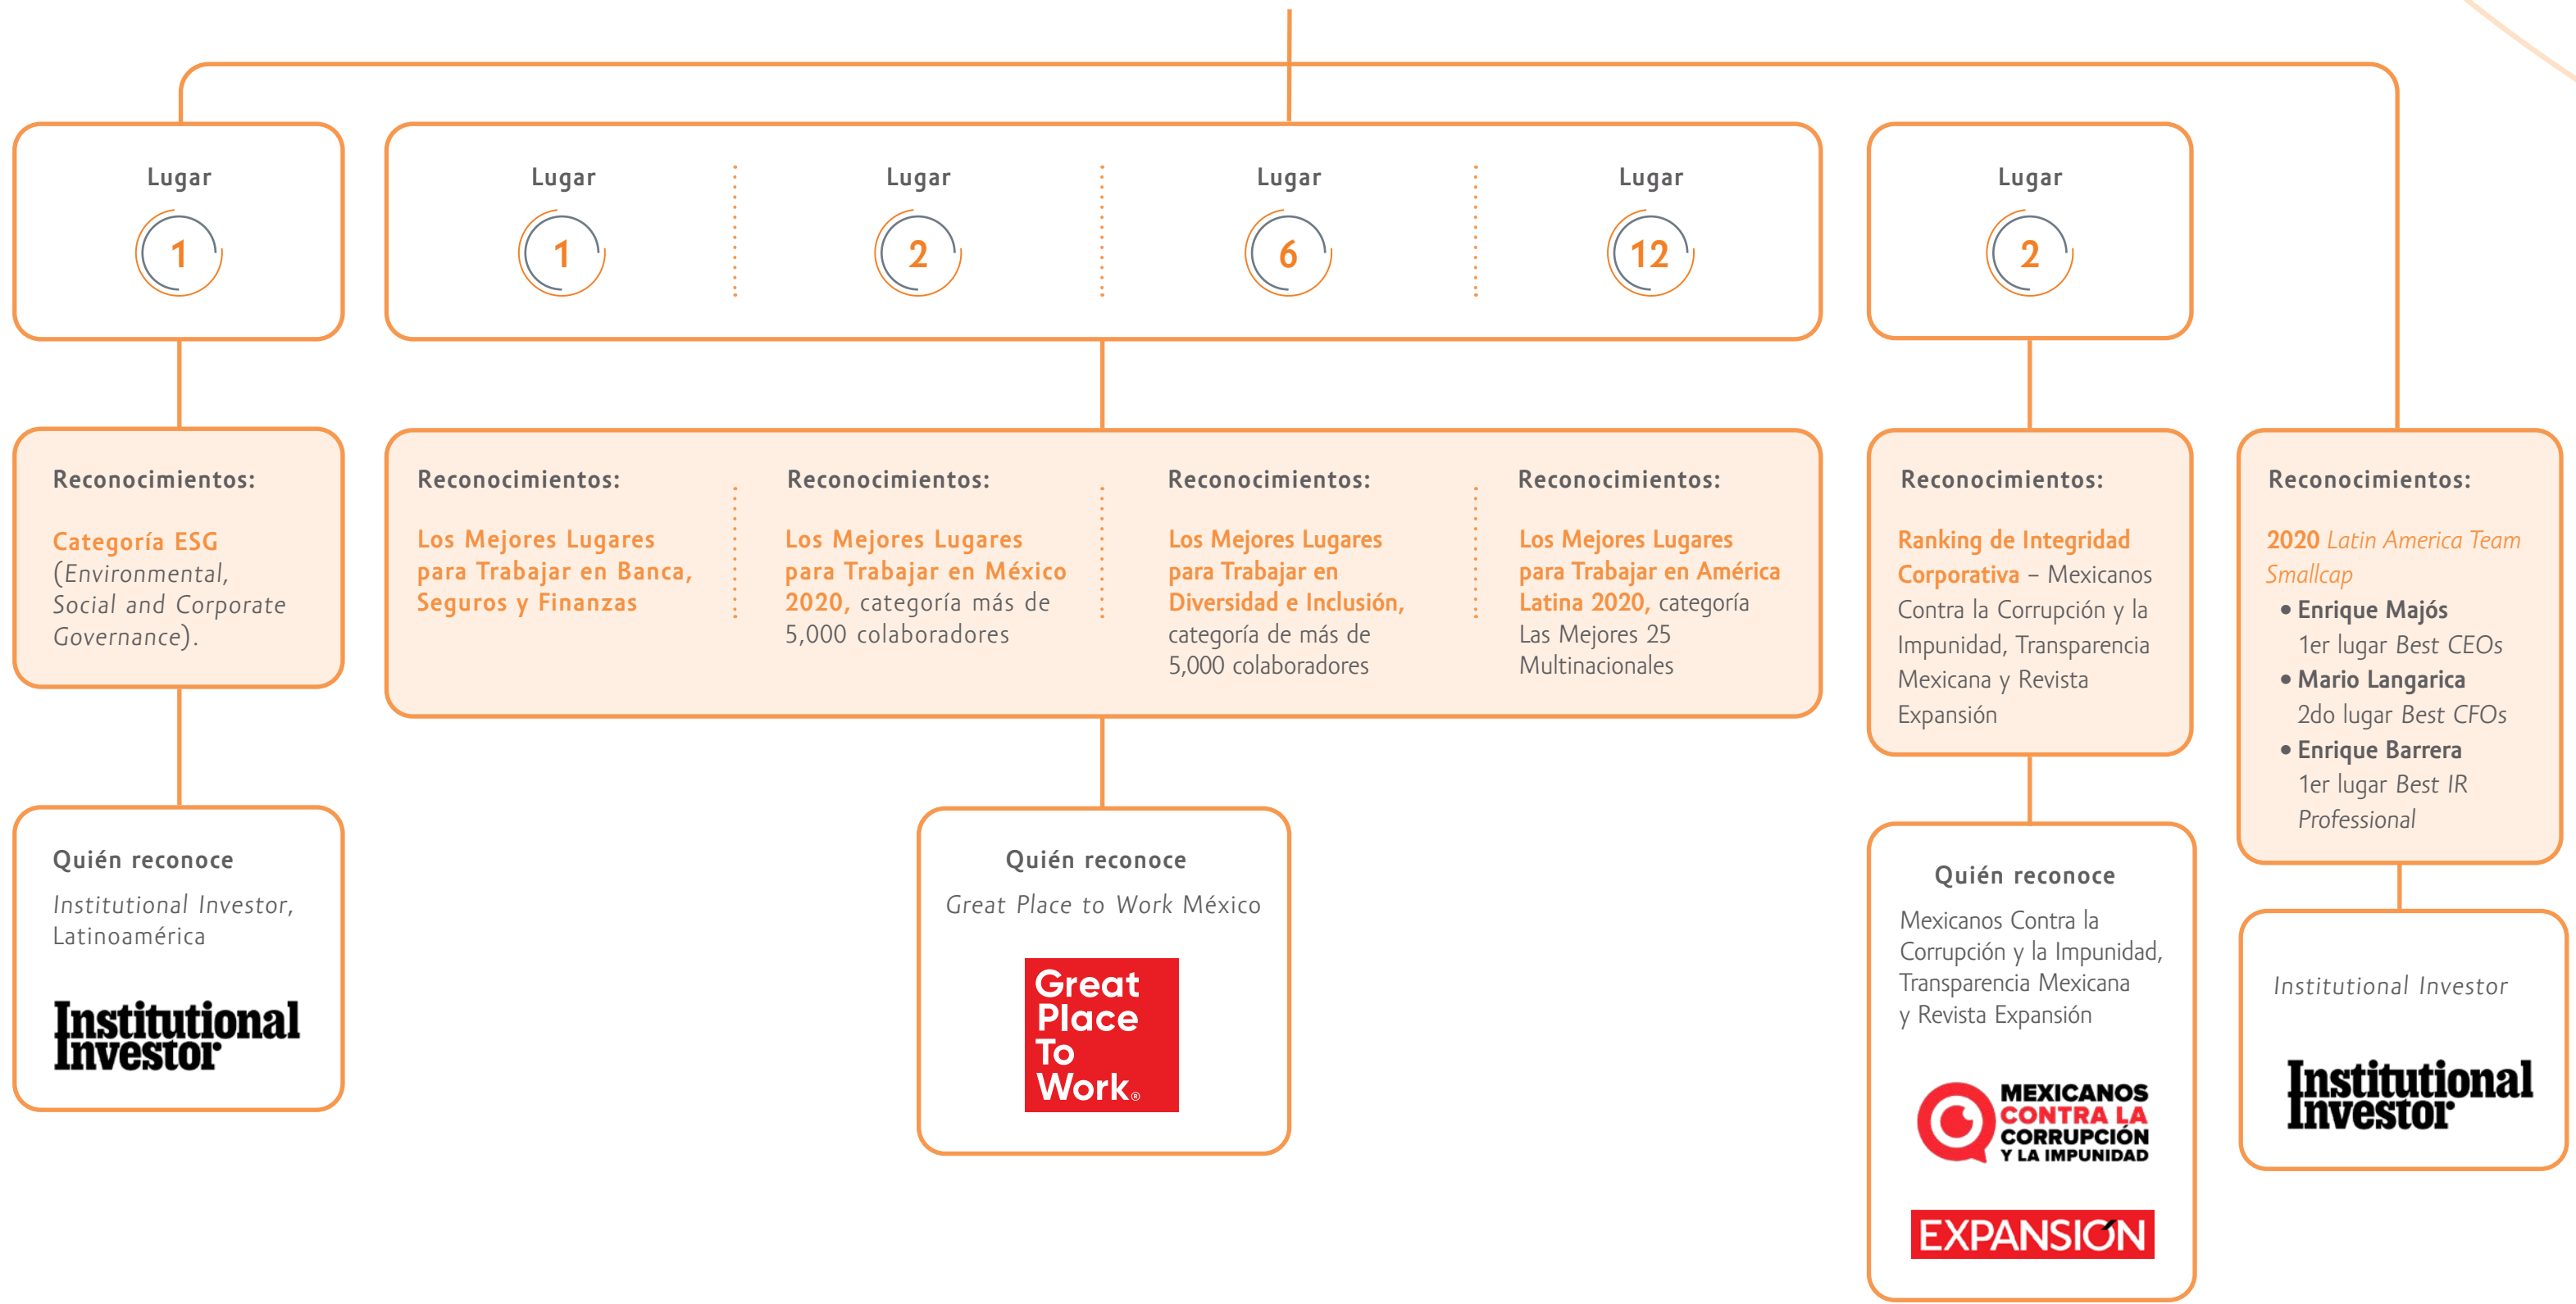 Lugar
1
Reconocimientos:
Categoría ESG
(Environmental,
Social and Corporate
Governance).
Quién reconoce
Institutional Investor,
Latinoamérica
Institutional
Investor
Lugar
1
Lugar
2
Lugar
6
Lugar
12
Reconocimientos:
Los Mejores Lugares
para Trabajar en Banca,
Seguros y Finanzas
Reconocimientos:
Los Mejores Lugares
para Trabajar en México
2020, categoría más de
5,000 colaboradores
Reconocimientos:
Los Mejores Lugares
para Trabajar en
Diversidad e Inclusión,
categoría de más de
5,000 colaboradores
Reconocimientos:
Los Mejores Lugares
para Trabajar en América
Latina 2020, categoría
Las Mejores 25
Multinacionales
Quién reconoce
Great Place to Work México
Great
Place
To
Work®
Lugar
2
Reconocimientos:
Ranking de Integridad
Corporativa – Mexicanos
Contra la Corrupción y la
Impunidad, Transparencia
Mexicana y Revista
Expansión
Quién reconoce
Mexicanos Contra la
Corrupción y la Impunidad,
Transparencia Mexicana
y Revista Expansión
MEXICANOS
CONTRA LA
CORRUPCIÓN
Y LA IMPUNIDAD
EXPANSIÓN
Reconocimientos:
2020 Latin America Team
Smallcap
• Enrique Majós
1er lugar Best CEOs
• Mario Langarica
2do lugar Best CFOs
• Enrique Barrera
1er lugar Best IR
Professional
Institutional Investor
Institutional
Investor